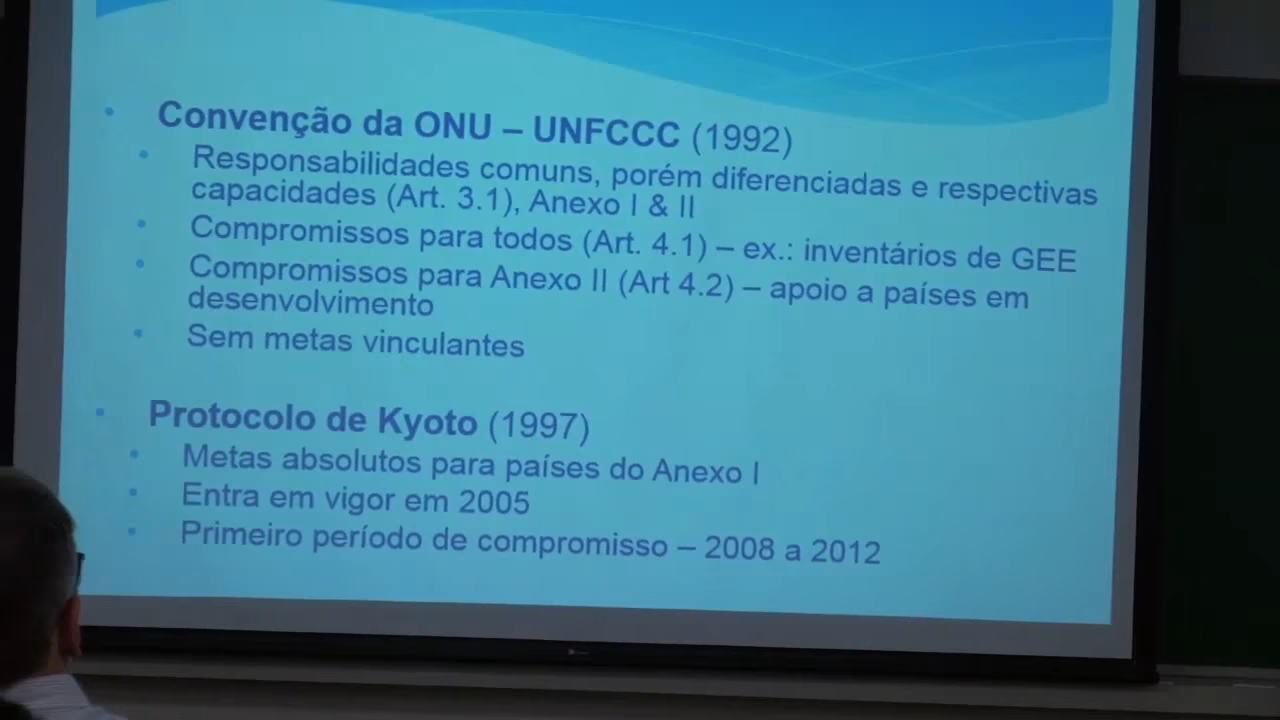 Convenção da ONU – UNFCCC (1992)
Responsabilidades comuns, porém diferenciadas e respectivas
capacidades (Art. 3.1), Anexo I & II
Compromissos para todos (Art. 4.1) – ex.: inventários de GEE
Compromissos para Anexo II (Art 4.2) – apoio a países em
desenvolvimento
Sem metas vinculantes
Protocolo de Kyoto (1997)
Metas absolutos para países do Anexo I
Entra em vigor em 2005
Primeiro período de compromisso – 2008 a 2012